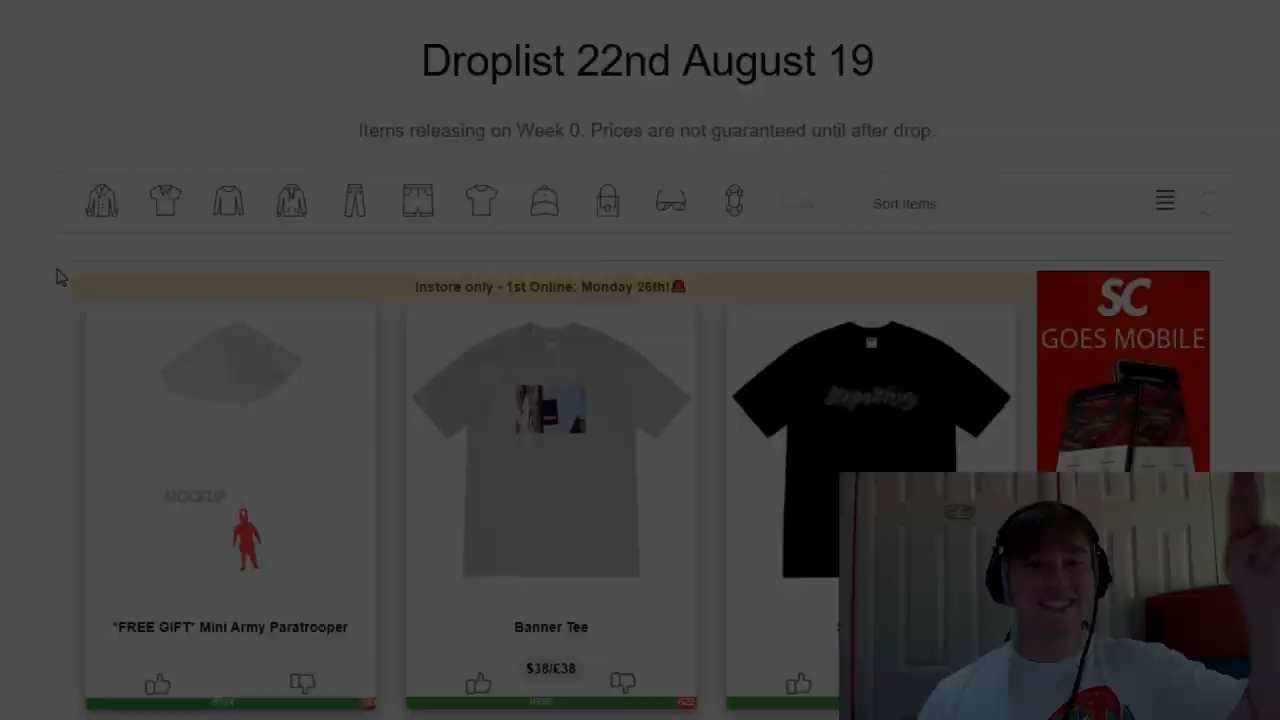 Droplist 22nd August 19
Items releasing on Week 0. Prices are not guaranteed until after drop.
Sort Items
Instore only - 1st Online: Monday 26th!
SC
GOES MOBILE
MOCKUP
*FREE GIFT* Mini Army Paratrooper
Banner Tee
$38/£38